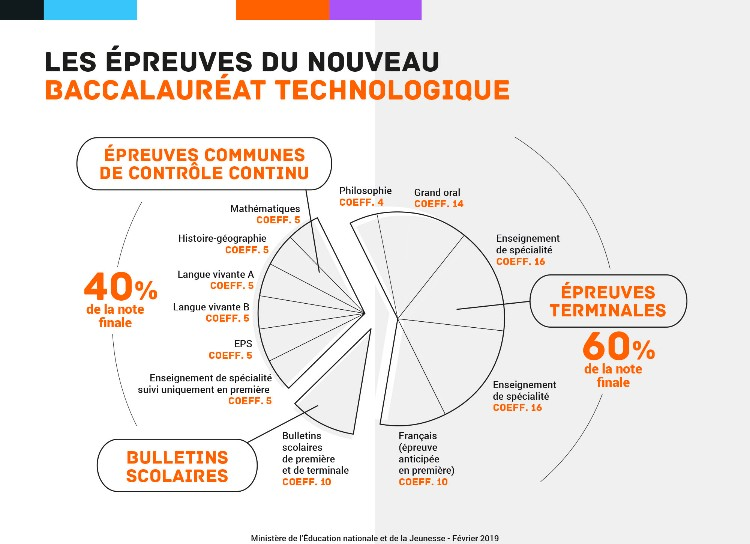 LES ÉPREUVES DU NOUVEAU
BACCALAURÉAT TECHNOLOGIQUE
ÉPREUVES COMMUNES
DE CONTRÔLE CONTINU
Philosophie
COEFF. 4
Grand oral
COEFF. 14
Mathématiques
COEFF. 5
Histoire-géographie
COEFF. 5
Langue vivante A
COEFF. 5
Langue vivante B
COEFF. 5
EPS
COEFF. 5
Enseignement de spécialité
suivi uniquement en première
COEFF. 5
40%
de la note
finale
Enseignement
de spécialité
COEFF. 16
ÉPREUVES
TERMINALES
60%
de la note
finale
Enseignement
de spécialité
COEFF. 16
BULLETINS
SCOLAIRES
Bulletins
scolaires
de première
et de terminale
COEFF. 10
Français
(épreuve
anticipée
en première)
COEFF. 10
Ministère de l'Éducation nationale et de la Jeunesse - Février 2019